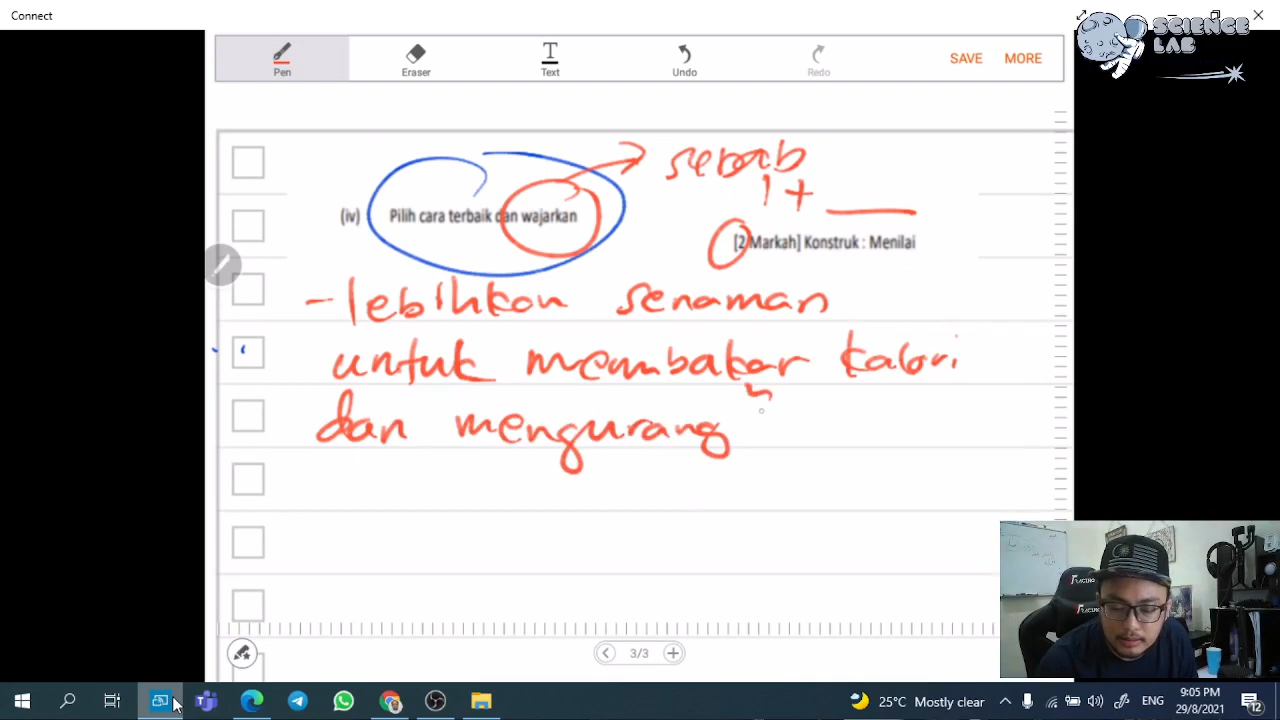 Connect
LAB
Pen
Eraser
T
Text
Undo
Redo
SAVE
MORE
sebab
1 +
(iv) Pilih cara terbaik dan wajarkan
[2 Markah] Konstruk : Menilai
- lebihkan senaman
untuk membakar kalori
dan mengurang
3/3
ENG
25°C Mostly clear
9:05 PM
29/8/2021
12